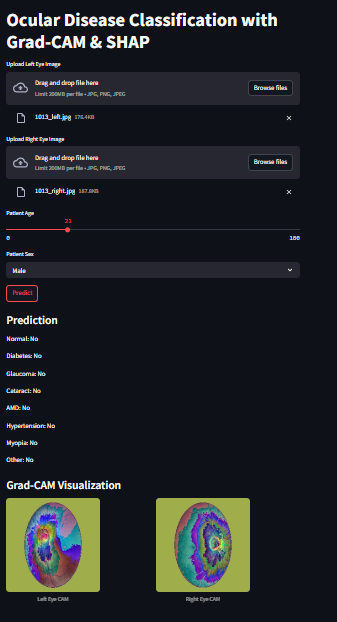 Ocular Disease Classification with
Grad-CAM & SHAP
Upload Left Eye Image
Drag and drop file here
Limit 200MB per file • JPG, PNG, JPEG
Browse files
1013_left.jpg 176.4KB
Upload Right Eye Image
Drag and drop file here
Limit 200MB per file • JPG, PNG, JPEG
Browse files
1013_right.jpg 187.8KB
Patient Age
21
0 100
Patient Sex
Male
Predict
Prediction
Normal: No
Diabetes: No
Glaucoma: No
Cataract: No
AMD: No
Hypertension: No
Myopia: No
Other: No
Grad-CAM Visualization
Left Eye CAM
Right Eye CAM